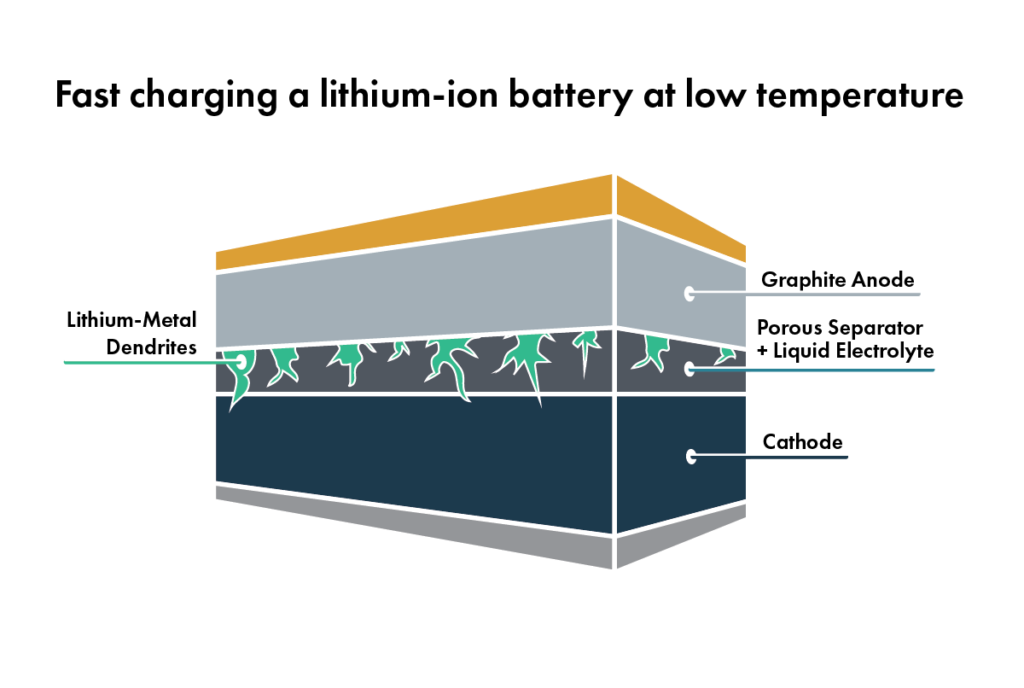 Fast charging a lithium-ion battery at low temperature
Graphite Anode
Lithium-Metal
Dendrites
Porous Separator
+ Liquid Electrolyte
Cathode